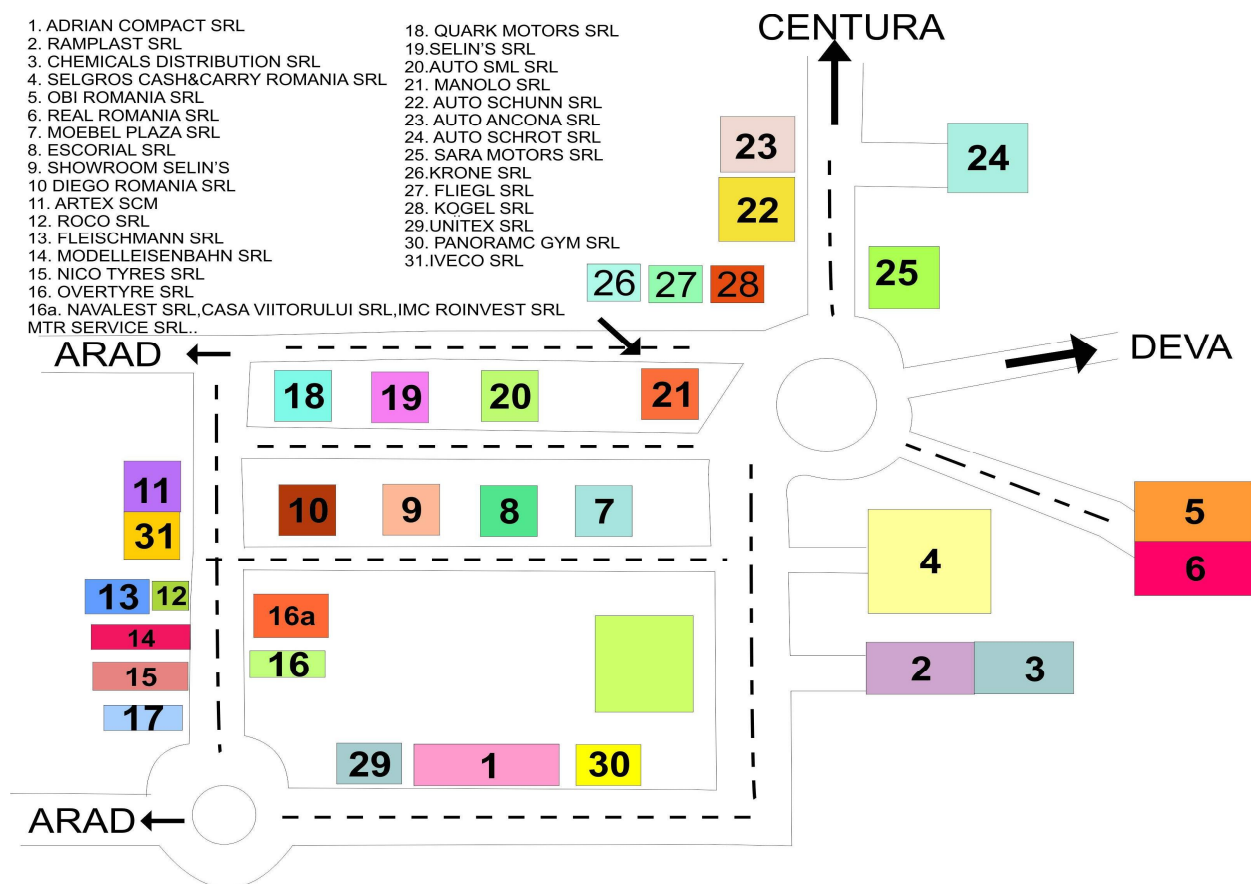 1. ADRIAN COMPACT SRL
2. RAMPLAST SRL
3. CHEMICALS DISTRIBUTION SRL
4. SELGROS CASH&CARRY ROMANIA SRL
5. OBI ROMANIA SRL
6. REAL ROMANIA SRL
7. MOEBEL PLAZA SRL
8. ESCORIAL SRL
9. SHOWROOM SELIN'S
10 DIEGO ROMANIA SRL
11. ARTEX SCM
12. ROCO SRL
13. FLEISCHMANN SRL
14. MODELLEISENBAHN SRL
15. NICO TYRES SRL
16. OVERTYRE SRL
16a. NAVALEST SRL,CASA VIITORULUI SRL,IMC ROINVEST SRL
MTR SERVICE SRL..
18. QUARK MOTORS SRL
19.SELIN'S SRL
20.AUTO SML SRL
21. MANOLO SRL
22. AUTO SCHUNN SRL
23. AUTO ANCONA SRL
24. AUTO SCHROT SRL
25. SARA MOTORS SRL
26.KRONE SRL
27. FLIEGL SRL
28. KÖGEL SRL
29.UNITEX SRL
30. PANORAMC GYM SRL
31.IVECO SRL
CENTURA
23
24
22
25
26 27 28
ARAD
DEVA
18 19 20 21
11
10 9 8 7
5
31
4
6
13 12
16a
14
16
15
2 3
17
29 1 30
ARAD